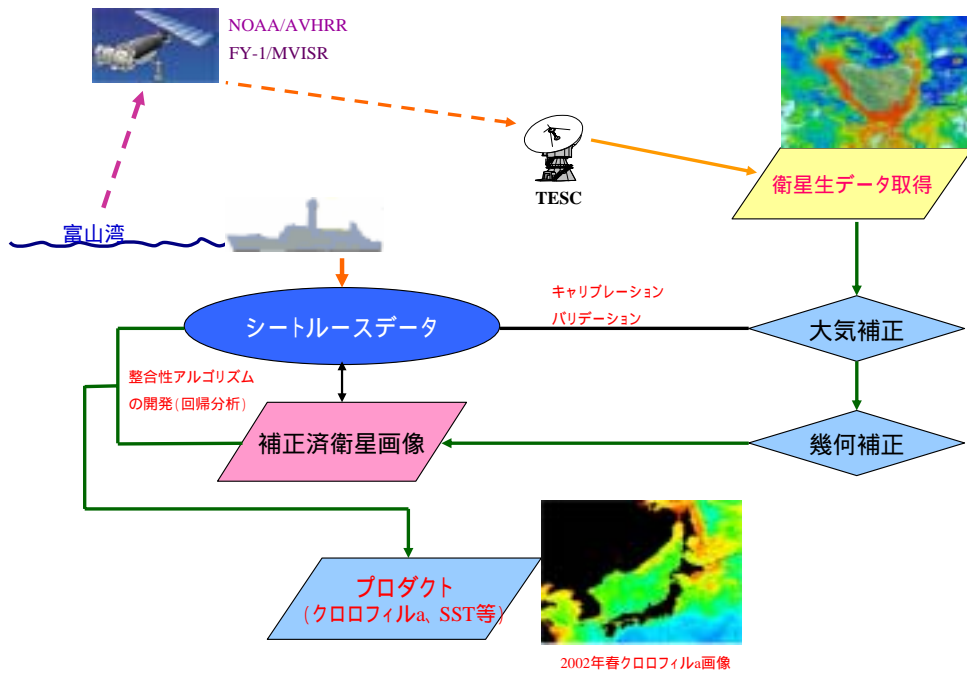 NOAA/AVHRR
FY-1/MVISR
TESC
衛星生データ取得
富山湾
キャリブレーション
バリデーション
シートルースデータ
大気補正
整合性アルゴリズム
の開発(回帰分析)
補正済衛星画像
幾何補正
プロダクト
(クロロフィルa、SST等)
2002年春クロロフィルa画像